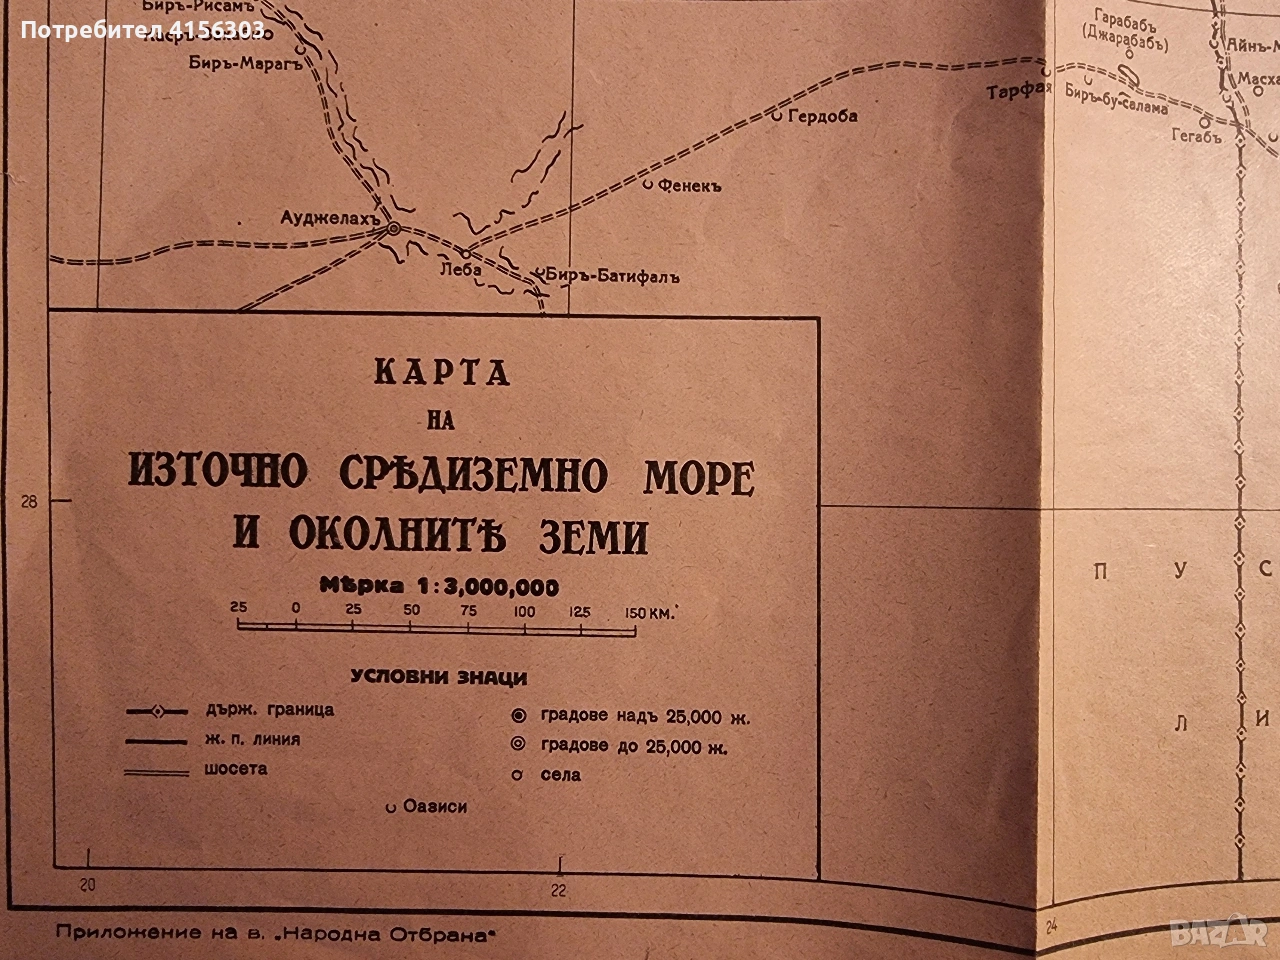 Биръ-Рисамъ
Потребител 4156303
Биръ-Марагъ
Гарабабъ
(Джарабабъ)
Айнъ-М
Масха
Тарфая
Биръ-бу-салама
Гегабъ
Гердоба
Фенекъ
Ауджелахъ
Леба
Биръ-Батифалъ
КАРТА
НА
ИЗТОЧНО СРѢДИЗЕМНО МОРЕ
И ОКОЛНИТѢ ЗЕМИ
Мѣрка 1:3,000,000
25 0 25 50 75 100 125 150 КМ.
УСЛОВНИ ЗНАЦИ
държ. граница
ж. п. линия
шосета
градове надъ 25,000 ж.
градове до 25,000 ж.
села
Оазиси
28
П У С
Л И
20
22
24
Приложение на в. „Народна Отбрана“
BAZAR